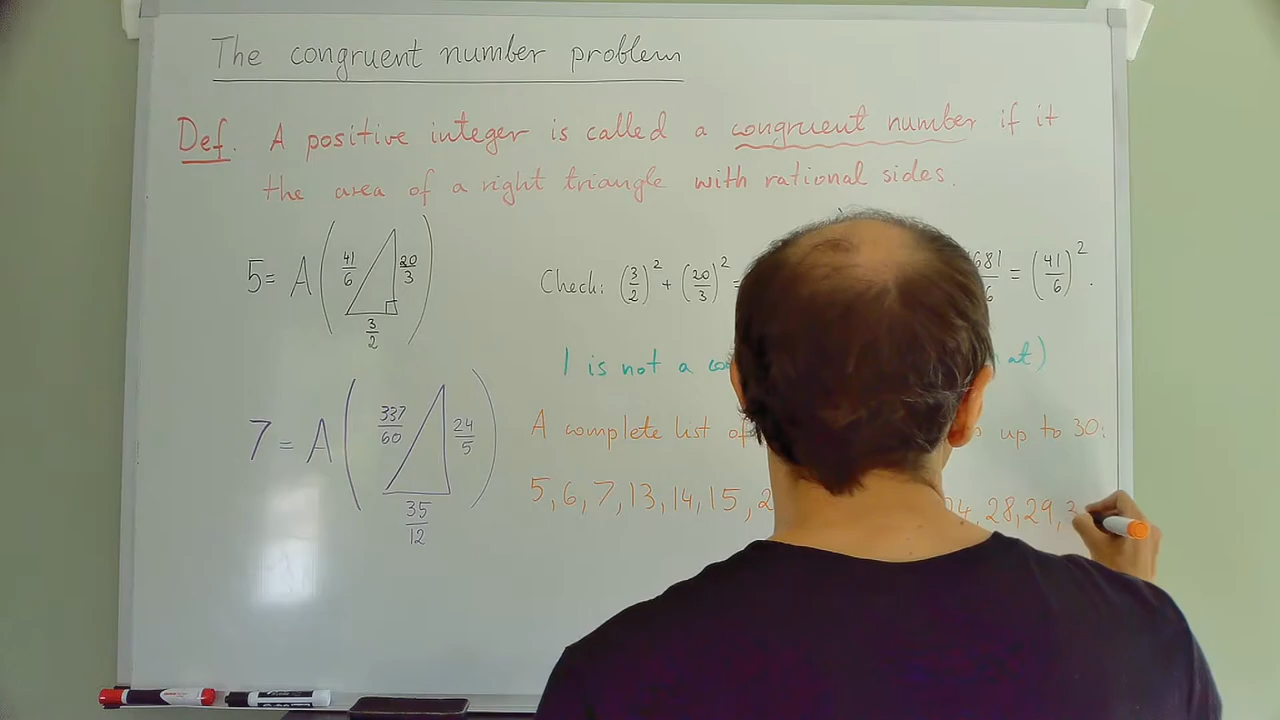 The congruent number problem
Def. A positive integer is called a congruent number if it
the area of a right triangle with rational sides.
5 = A( 41/6 20/3 3/2 )
Check: (3/2)² + (20/3)² = 681 = (41/6)².
1 is not a at)
7 = A( 337/60 24/5 35/12 )
A complete list of up to 30:
5, 6, 7, 13, 14, 15, 2 24, 28, 29, 3